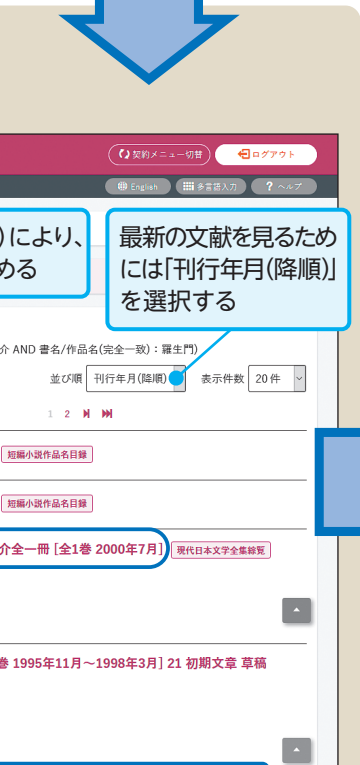 契約メニュー切替
ログアウト
English
多言語入力
? ヘルプ
)により、
める
最新の文献を見るため
には「刊行年月(降順)」
を選択する
介 AND 書名/作品名(完全一致)：羅生門)
並び順 刊行年月(降順) 表示件数 20件
1 2
短編小説作品名目録
短編小説作品名目録
介全一冊 [全1巻 2000年7月] 現代日本文学全集綜覧
巻 1995年11月～1998年3月] 21 初期文章 草稿